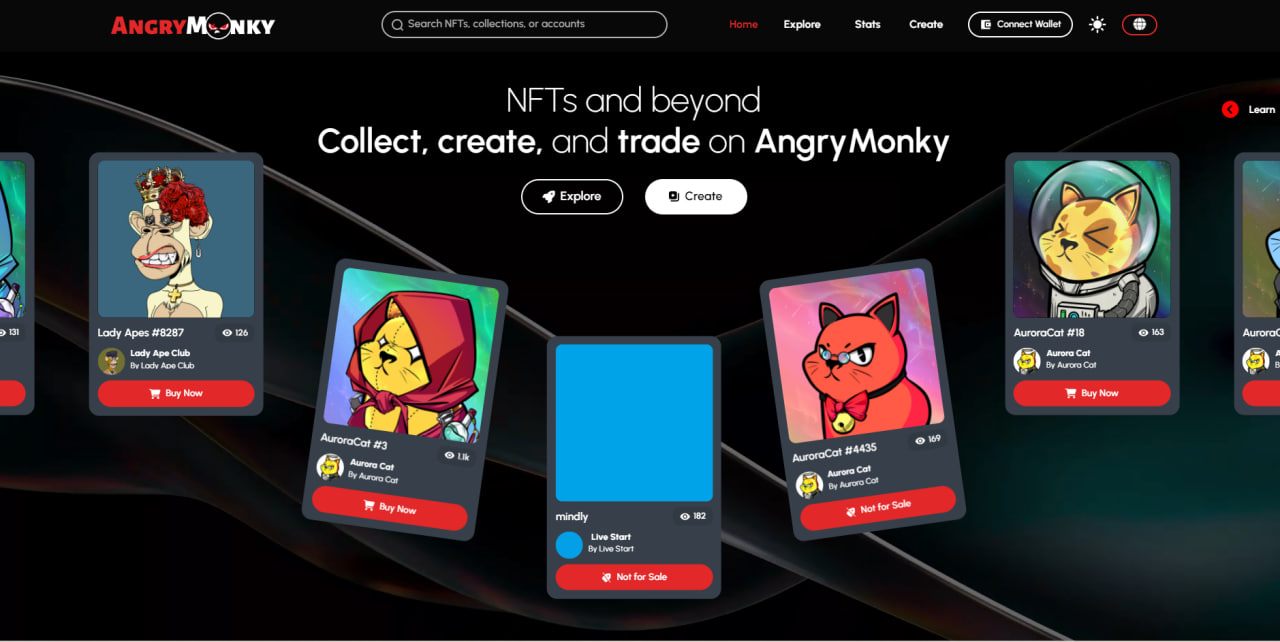 ANGRYMONKY
Search NFTs, collections, or accounts
Home
Explore
Stats
Create
Connect Wallet
Learn
NFTs and beyond
Collect, create, and trade on AngryMonky
Explore
Create
131
Lady Apes #8287
126
Lady Ape Club
By Lady Ape Club
Buy Now
AuroraCat #3
1.1k
Aurora Cat
By Aurora Cat
Buy Now
mindly
182
Live Start
By Live Start
Not for Sale
AuroraCat #4435
169
Aurora Cat
By Aurora Cat
Not for Sale
AuroraCat #18
163
Aurora Cat
By Aurora Cat
Buy Now